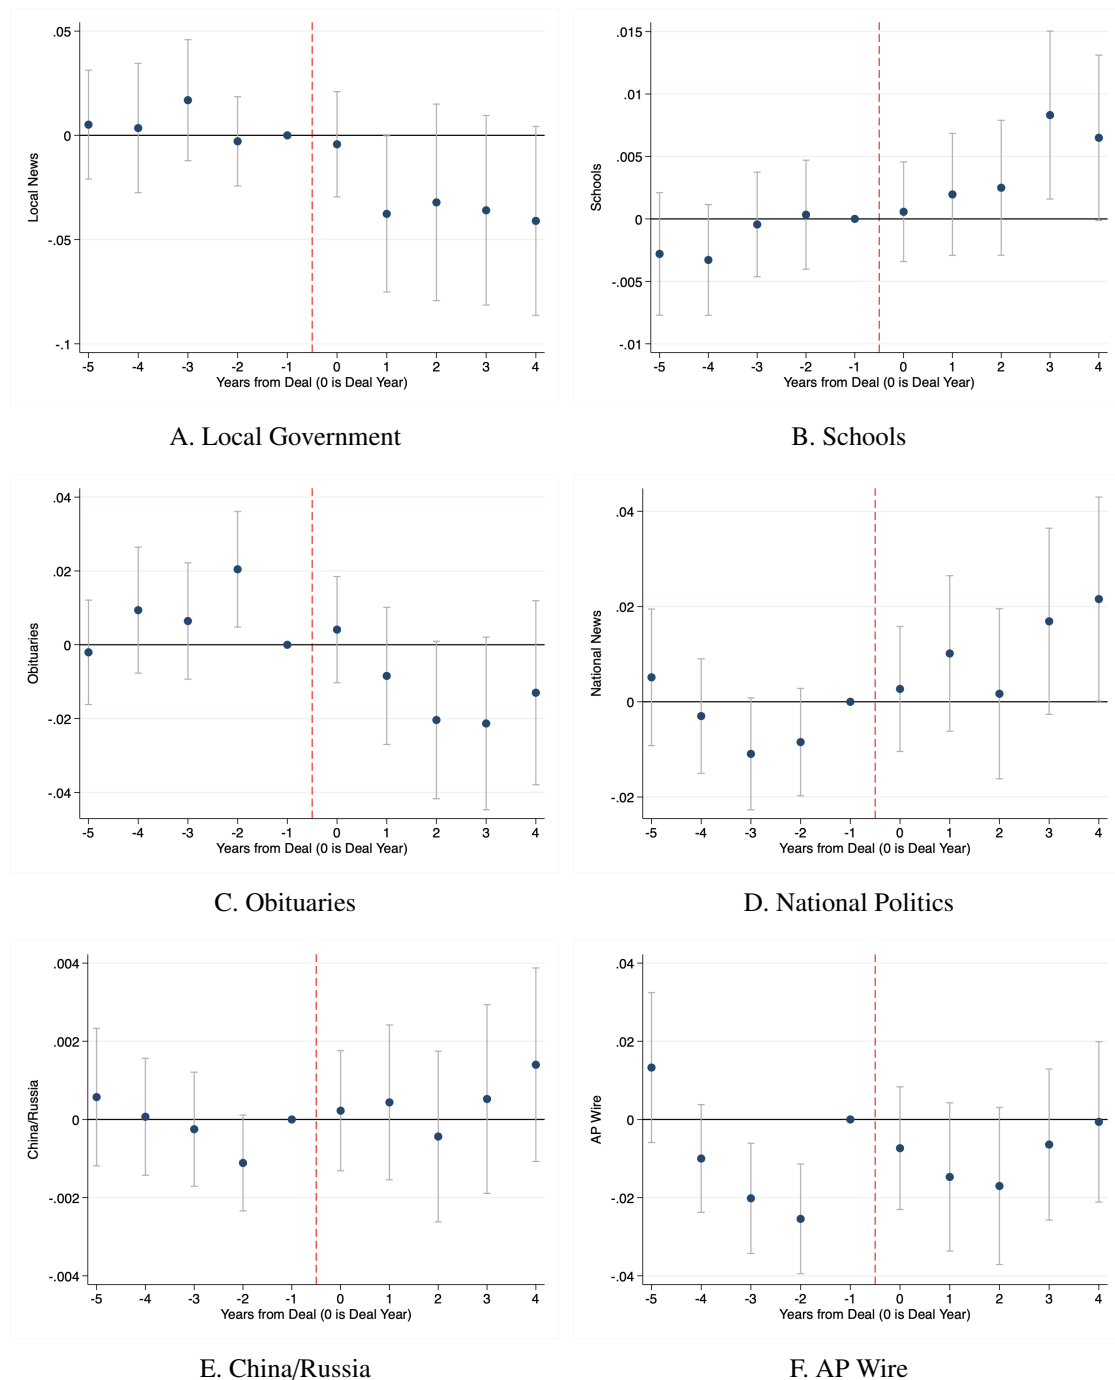 .05
0
-.05
-.1
Local News
-5 -4 -3 -2 -1 0 1 2 3 4
Years from Deal (0 is Deal Year)
A. Local Government
.015
.01
.005
0
-.005
-.01
Schools
-5 -4 -3 -2 -1 0 1 2 3 4
Years from Deal (0 is Deal Year)
B. Schools
.04
.02
0
-.02
-.04
Obituaries
-5 -4 -3 -2 -1 0 1 2 3 4
Years from Deal (0 is Deal Year)
C. Obituaries
.04
.02
0
-.02
National News
-5 -4 -3 -2 -1 0 1 2 3 4
Years from Deal (0 is Deal Year)
D. National Politics
.004
.002
0
-.002
-.004
China/Russia
-5 -4 -3 -2 -1 0 1 2 3 4
Years from Deal (0 is Deal Year)
E. China/Russia
.04
.02
0
-.02
-.04
AP Wire
-5 -4 -3 -2 -1 0 1 2 3 4
Years from Deal (0 is Deal Year)
F. AP Wire